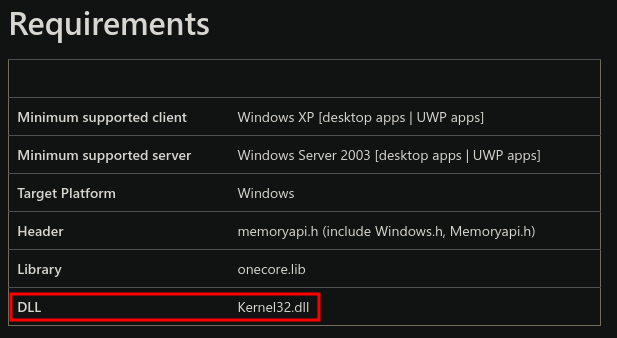 Requirements
Minimum supported client Windows XP [desktop apps | UWP apps]
Minimum supported server Windows Server 2003 [desktop apps | UWP apps]
Target Platform Windows
Header memoryapi.h (include Windows.h, Memoryapi.h)
Library onecore.lib
DLL Kernel32.dll